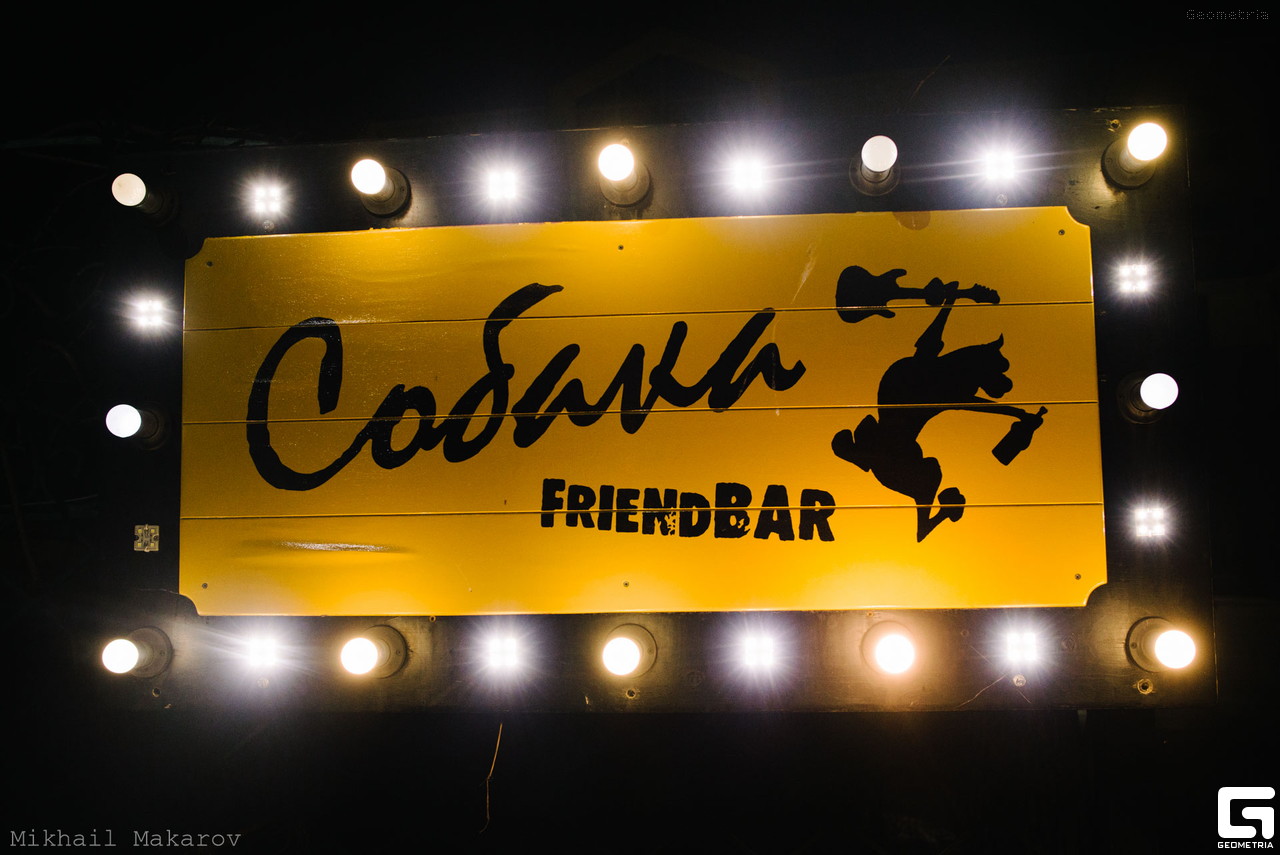 Geometria
Собака
FRIENDBAR
Mikhail Makarov
GEOMETRIA